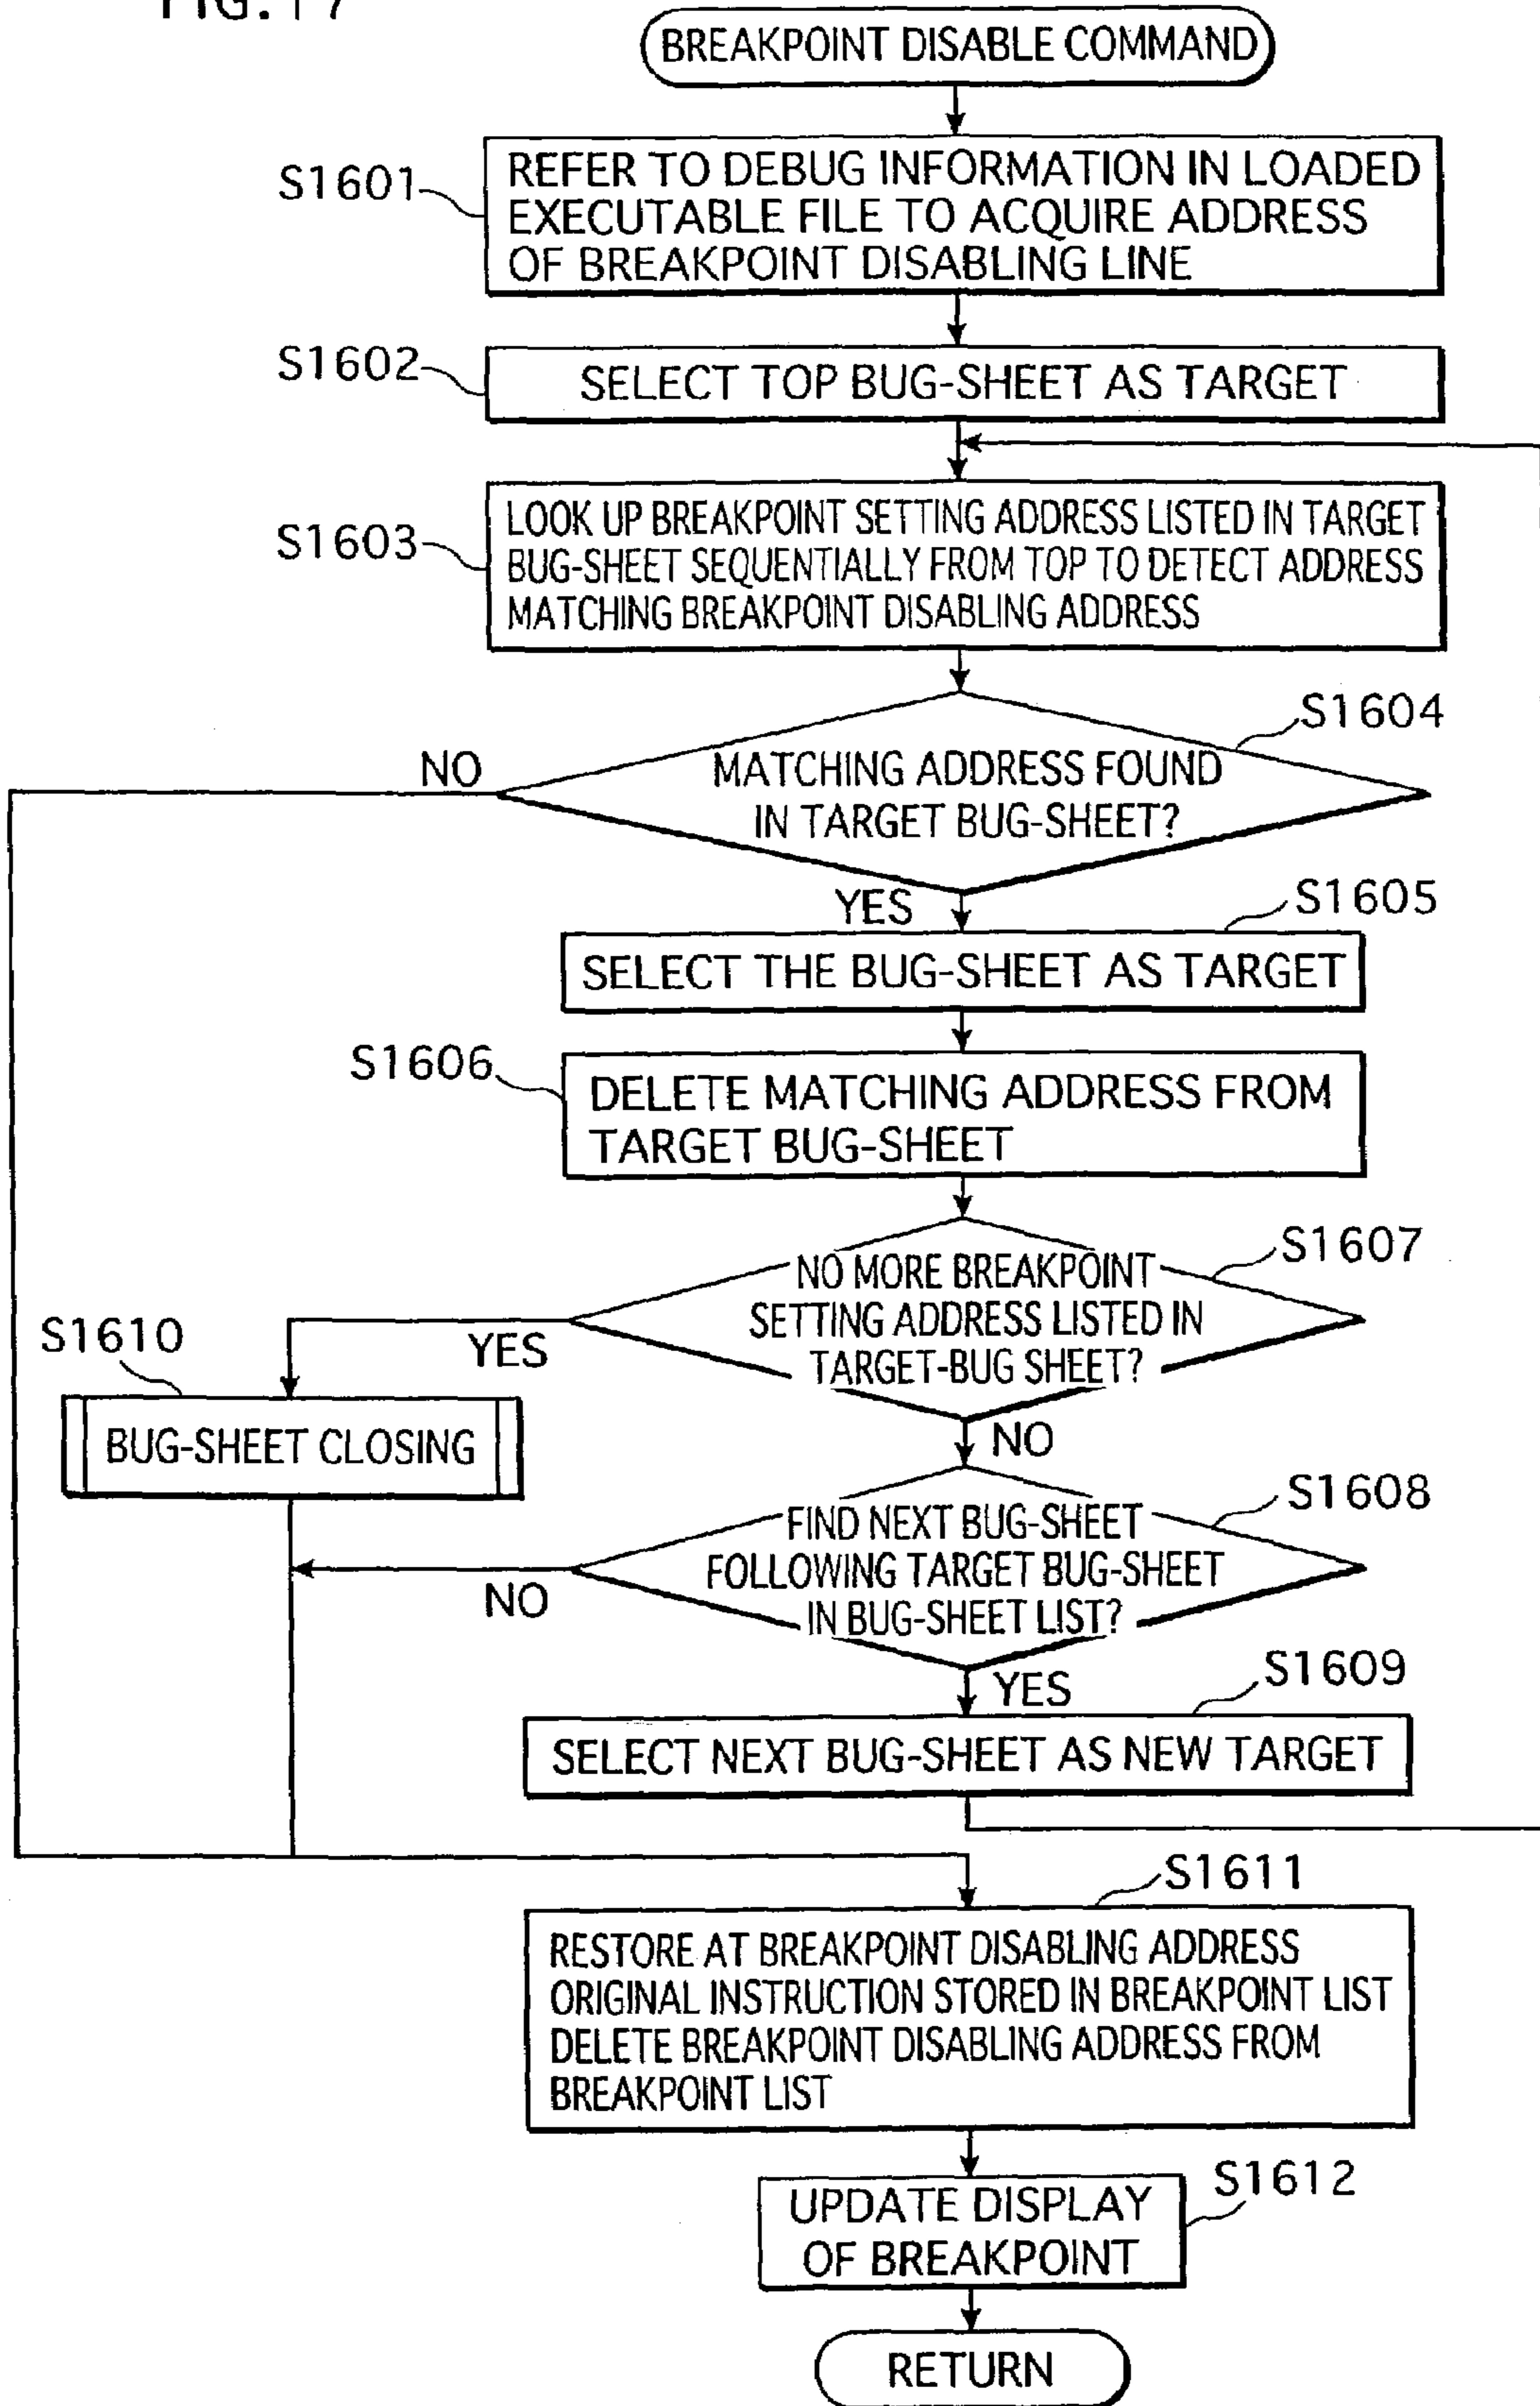 FIG.17
BREAKPOINT DISABLE COMMAND
S1601
REFER TO DEBUG INFORMATION IN LOADED
EXECUTABLE FILE TO ACQUIRE ADDRESS
OF BREAKPOINT DISABLING LINE
S1602
SELECT TOP BUG-SHEET AS TARGET
S1603
LOOK UP BREAKPOINT SETTING ADDRESS LISTED IN TARGET
BUG-SHEET SEQUENTIALLY FROM TOP TO DETECT ADDRESS
MATCHING BREAKPOINT DISABLING ADDRESS
S1604
NO
MATCHING ADDRESS FOUND
IN TARGET BUG-SHEET?
YES
S1605
SELECT THE BUG-SHEET AS TARGET
S1606
DELETE MATCHING ADDRESS FROM
TARGET BUG-SHEET
S1607
NO MORE BREAKPOINT
SETTING ADDRESS LISTED IN
TARGET-BUG SHEET?
YES
S1610
BUG-SHEET CLOSING
NO
S1608
FIND NEXT BUG-SHEET
FOLLOWING TARGET BUG-SHEET
IN BUG-SHEET LIST?
NO
YES
S1609
SELECT NEXT BUG-SHEET AS NEW TARGET
S1611
RESTORE AT BREAKPOINT DISABLING ADDRESS
ORIGINAL INSTRUCTION STORED IN BREAKPOINT LIST
DELETE BREAKPOINT DISABLING ADDRESS FROM
BREAKPOINT LIST
S1612
UPDATE DISPLAY
OF BREAKPOINT
RETURN